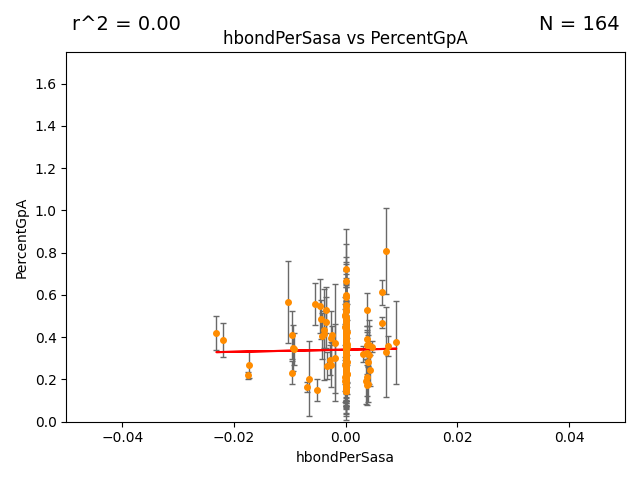 r^2 = 0.00
N = 164
hbondPerSasa vs PercentGpA
PercentGpA
1.6
1.4
1.2
1.0
0.8
0.6
0.4
0.2
0.0
−0.04
−0.02
0.00
0.02
0.04
hbondPerSasa